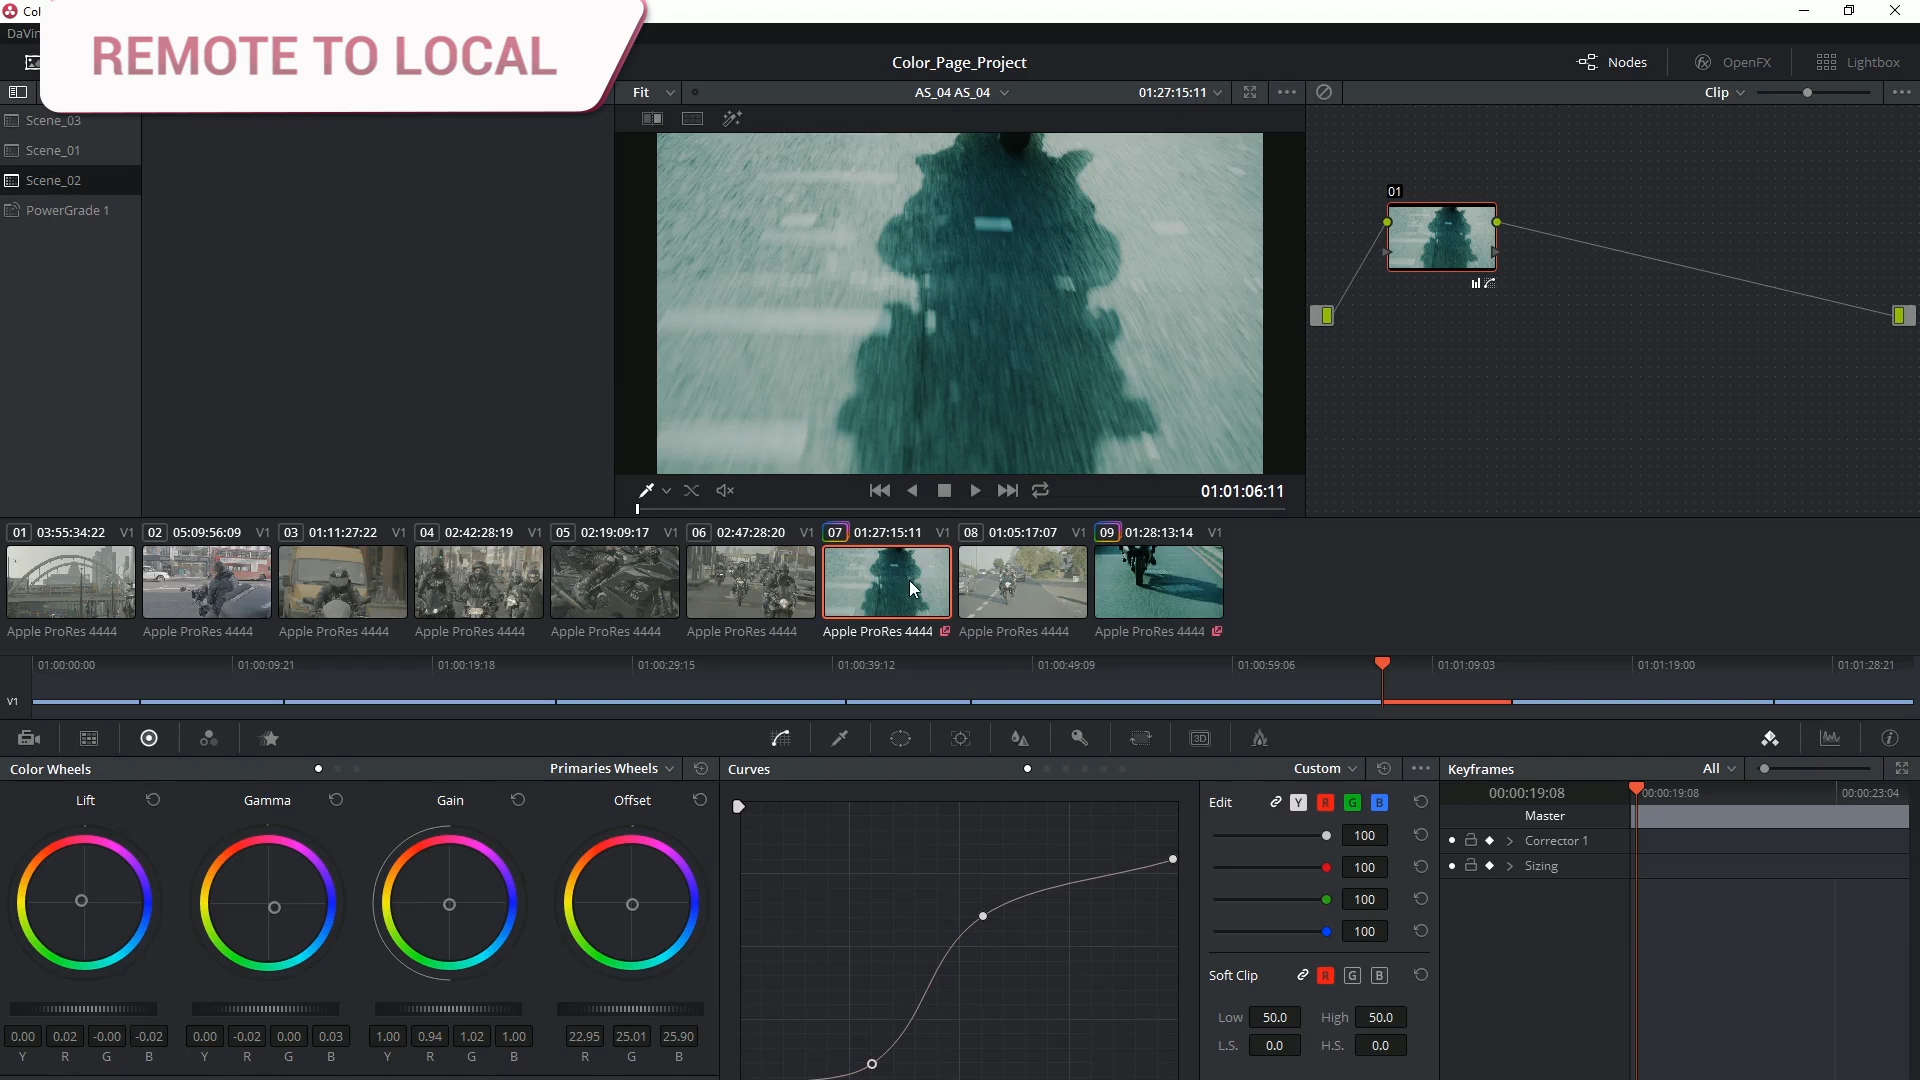 Col
REMOTE TO LOCAL
DaVin
Color_Page_Project
Nodes
OpenFX
Lightbox
Fit
AS_04 AS_04
01:27:15:11
Clip
Scene_03
Scene_01
Scene_02
PowerGrade 1
01
01:01:06:11
01 03:55:34:22 V1
02 05:09:56:09 V1
03 01:11:27:22 V1
04 02:42:28:19 V1
05 02:19:09:17 V1
06 02:47:28:20 V1
07 01:27:15:11 V1
08 01:05:17:07 V1
09 01:28:13:14 V1
Apple ProRes 4444
Apple ProRes 4444
Apple ProRes 4444
Apple ProRes 4444
Apple ProRes 4444
Apple ProRes 4444
Apple ProRes 4444
Apple ProRes 4444
Apple ProRes 4444
01:00:00:00
01:00:09:21
01:00:19:18
01:00:29:15
01:00:39:12
01:00:49:09
01:00:59:06
01:01:09:03
01:01:19:00
01:01:28:21
V1
3D
Color Wheels
Primaries Wheels
Curves
Custom
Keyframes
All
Lift
Gamma
Gain
Offset
0.00 0.02 -0.00 -0.02
Y R G B
0.00 -0.02 0.00 0.03
Y R G B
1.00 0.94 1.02 1.00
Y R G B
22.95 25.01 25.90
R G B
Edit
Y R G B
100
100
100
100
Soft Clip
R G B
Low 50.0 High 50.0
L.S. 0.0 H.S. 0.0
00:00:19:08
00:00:19:08
00:00:23:04
Master
Corrector 1
Sizing